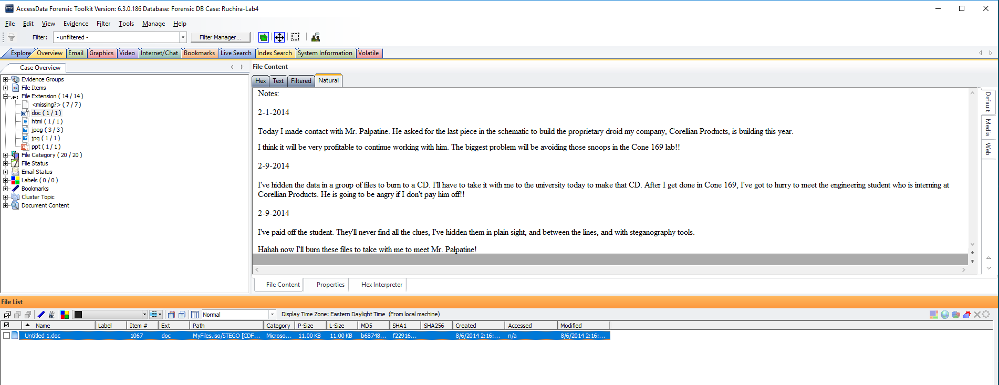 AccessData Forensic Toolkit Version: 6.3.0.186 Database: Forensic DB Case: Ruchira-Lab4
File Edit View Evidence Filter Tools Manage Help
Filter: - unfiltered - Filter Manager...
Explore Overview Email Graphics Video Internet/Chat Bookmarks Live Search Index Search System Information Volatile
Case Overview
Evidence Groups
File Items
File Extension ( 14 / 14 )
<missing?> ( 7 / 7 )
doc ( 1 / 1 )
html ( 1 / 1 )
jpeg ( 3 / 3 )
jpg ( 1 / 1 )
ppt ( 1 / 1 )
File Category ( 20 / 20 )
File Status
Email Status
Labels ( 0 / 0 )
Bookmarks
Cluster Topic
Document Content
File Content
Hex Text Filtered Natural
Notes:
2-1-2014
Today I made contact with Mr. Palpatine. He asked for the last piece in the schematic to build the proprietary droid my company, Corellian Products, is building this year.
I think it will be very profitable to continue working with him. The biggest problem will be avoiding those snoops in the Cone 169 lab!!
2-9-2014
I've hidden the data in a group of files to burn to a CD. I'll have to take it with me to the university today to make that CD. After I get done in Cone 169, I've got to hurry to meet the engineering student who is interning at
Corellian Products. He is going to be angry if I don't pay him off!!
2-9-2014
I've paid off the student. They'll never find all the clues, I've hidden them in plain sight, and between the lines, and with steganography tools.
Hahah now I'll burn these files to take with me to meet Mr. Palpatine!
Default
Media
Web
File Content Properties Hex Interpreter
File List
Normal Display Time Zone: Eastern Daylight Time (From local machine)
Name Label Item # Ext Path Category P-Size L-Size MD5 SHA1 SHA256 Created Accessed Modified
Untitled 1.doc 1067 doc MyFiles.iso/STEGO [CDF... Microso... 11.00 KB 11.00 KB b68748... f22916... 8/6/2014 2:16:... n/a 8/6/2014 2:16:...